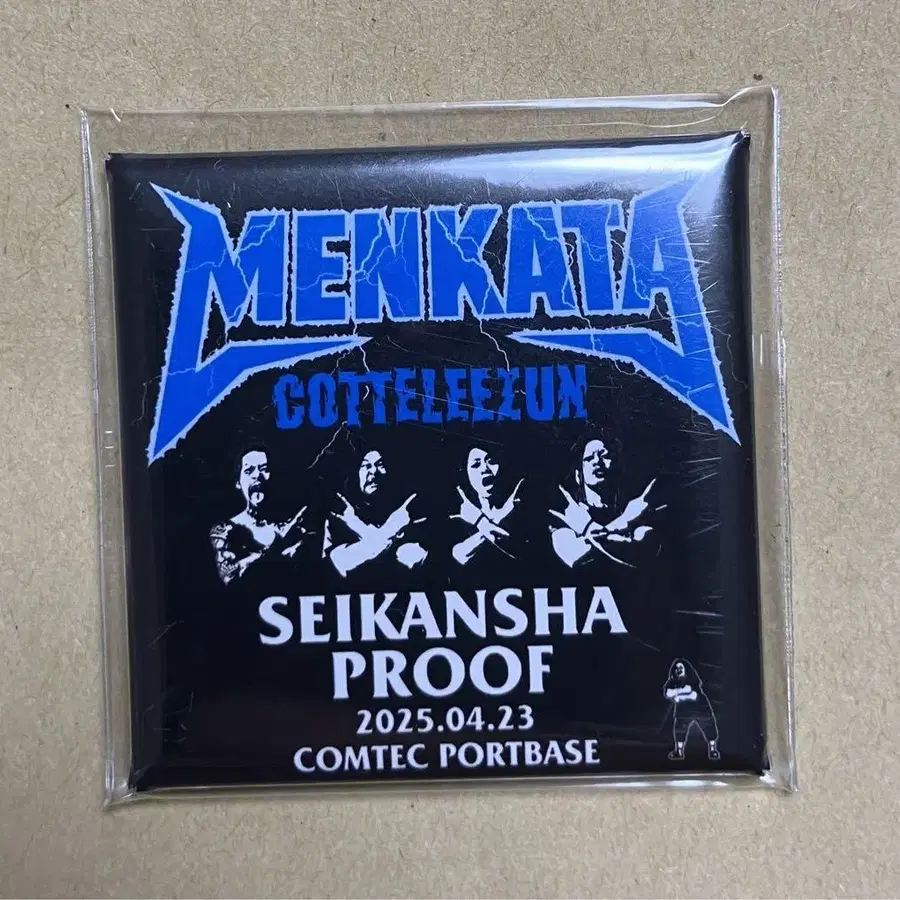 MENKATA
COTTELEEZUN
SEIKANSHA
PROOF
2025.04.23
COMTEC PORTBASE